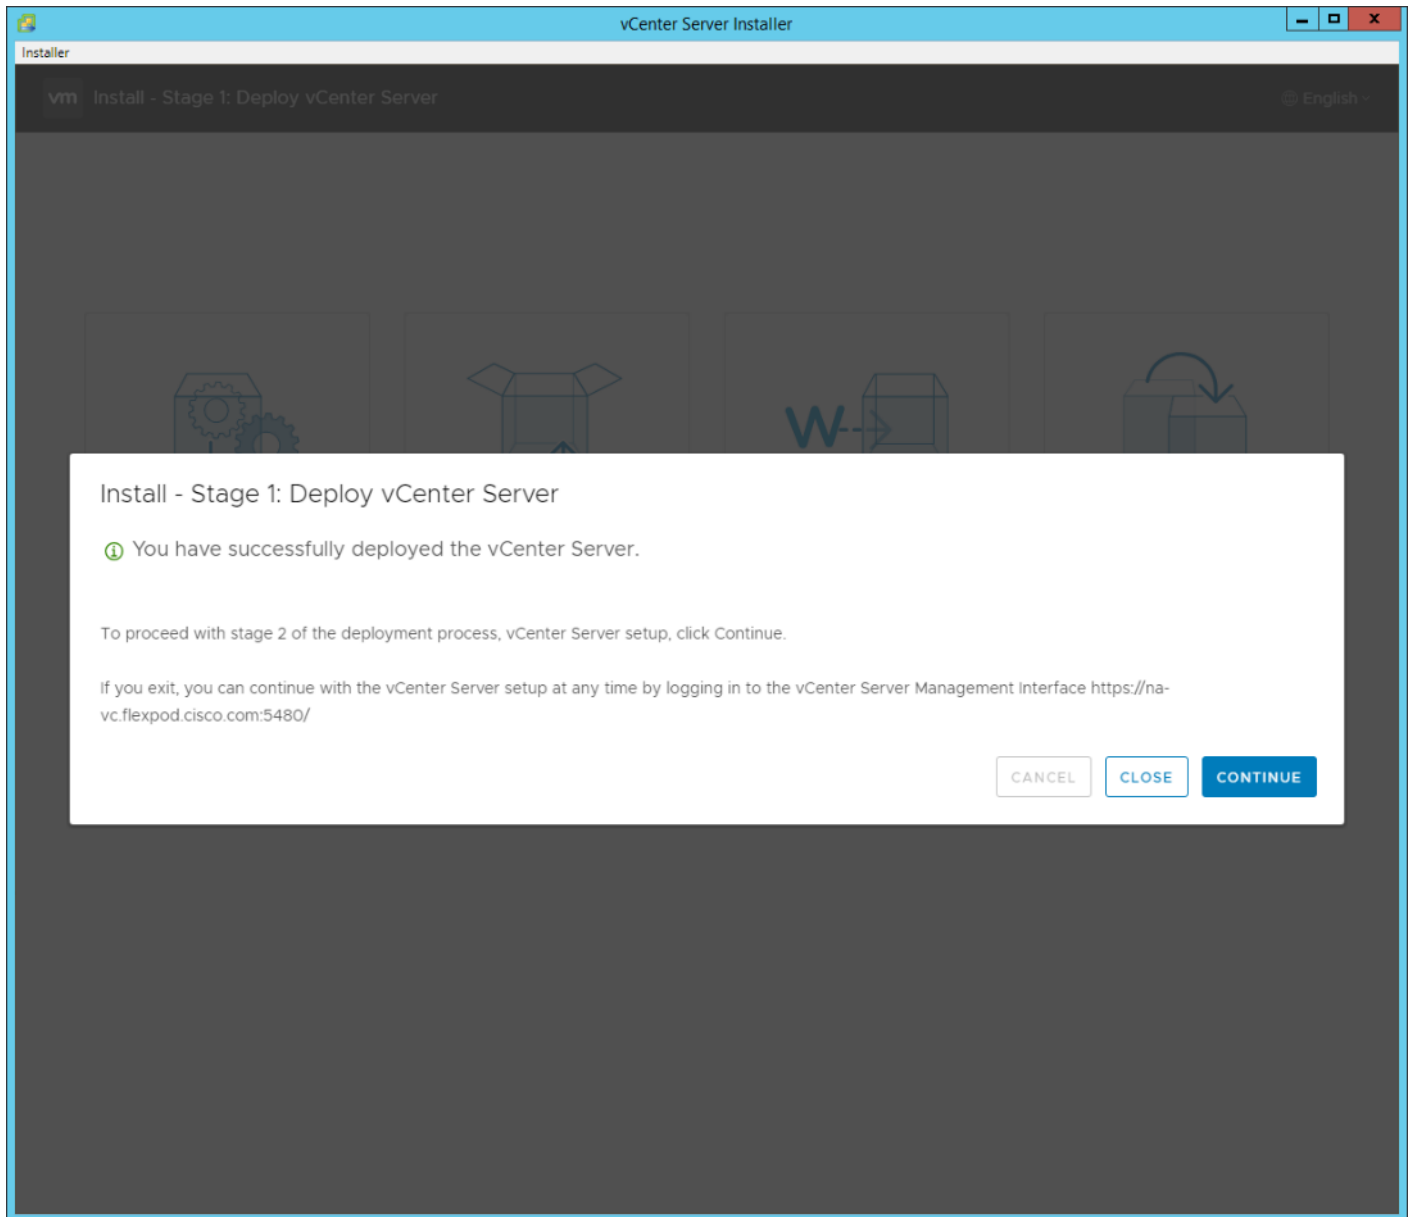 vCenter Server Installer
Installer
vm Install - Stage 1: Deploy vCenter Server
English
W
Install - Stage 1: Deploy vCenter Server
You have successfully deployed the vCenter Server.
To proceed with stage 2 of the deployment process, vCenter Server setup, click Continue.
If you exit, you can continue with the vCenter Server setup at any time by logging in to the vCenter Server Management Interface https://na-
vc.flexpod.cisco.com:5480/
CANCEL CLOSE CONTINUE